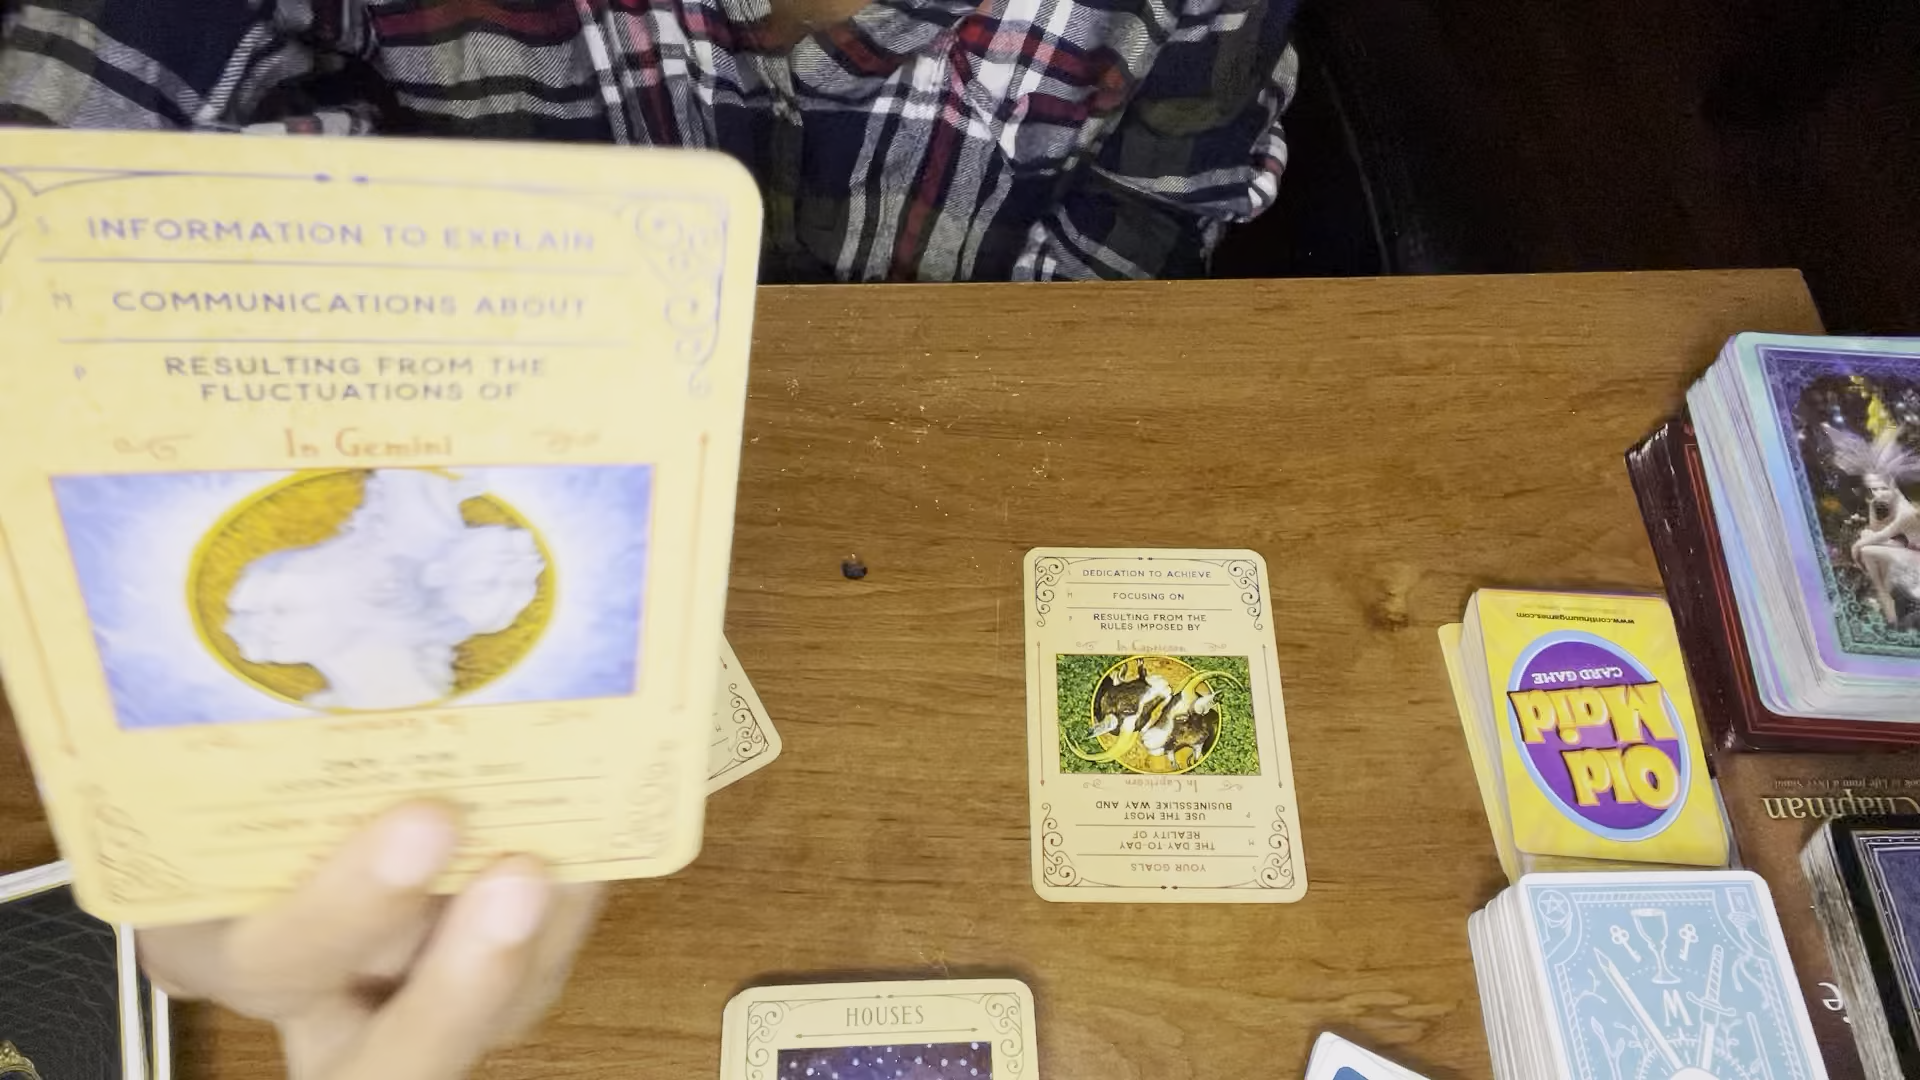 INFORMATION TO EXPLAIN
M COMMUNICATIONS ABOUT
P RESULTING FROM THE
FLUCTUATIONS OF
In Gemini
DEDICATION TO ACHIEVE
FOCUSING ON
RESULTING FROM THE
RULES IMPOSED BY
In Capricorn
In Capricorn
USE THE MOST
BUSINESSLIKE WAY AND
THE DAY-TO-DAY
REALITY OF
YOUR GOALS
HOUSES
Old
Maid
CARD GAME
www.continuumgames.com
Chapman
W